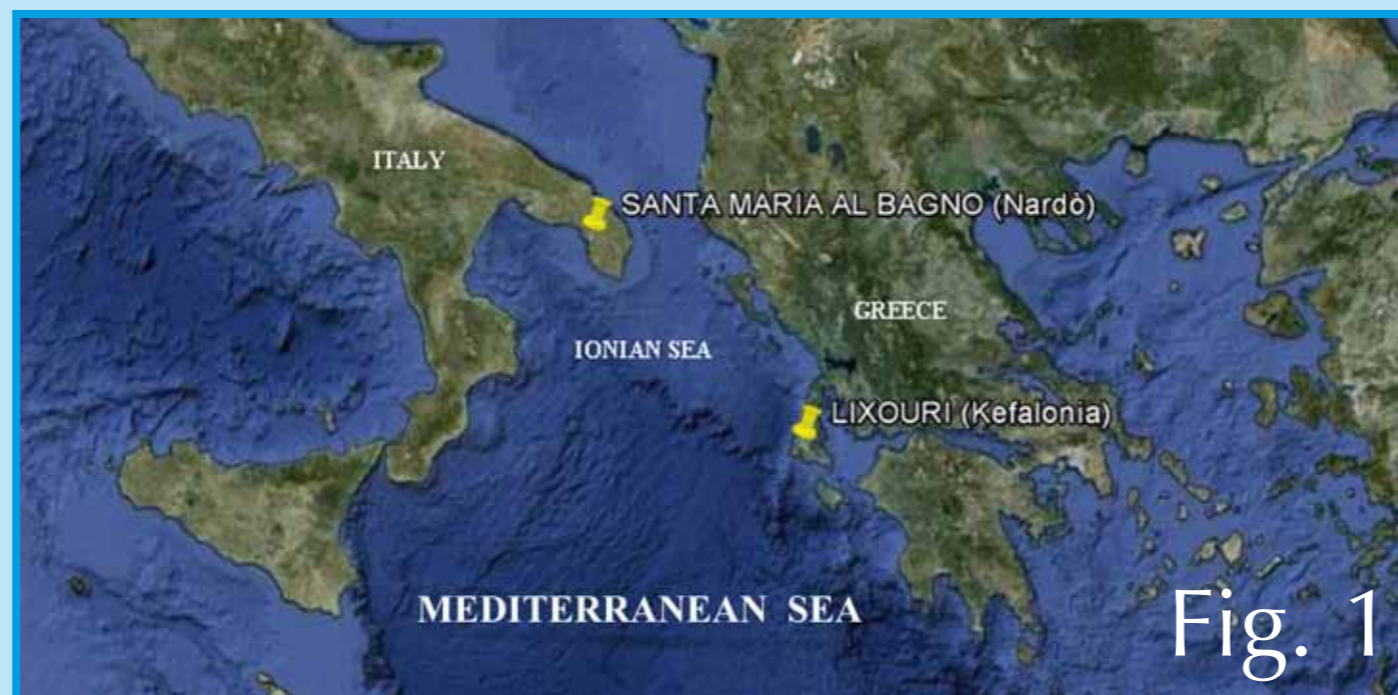 ITALY
SANTA MARIA AL BAGNO (Nardò)
GREECE
IONIAN SEA
LIXOURI (Kefalonia)
MEDITERRANEAN SEA
Fig. 1